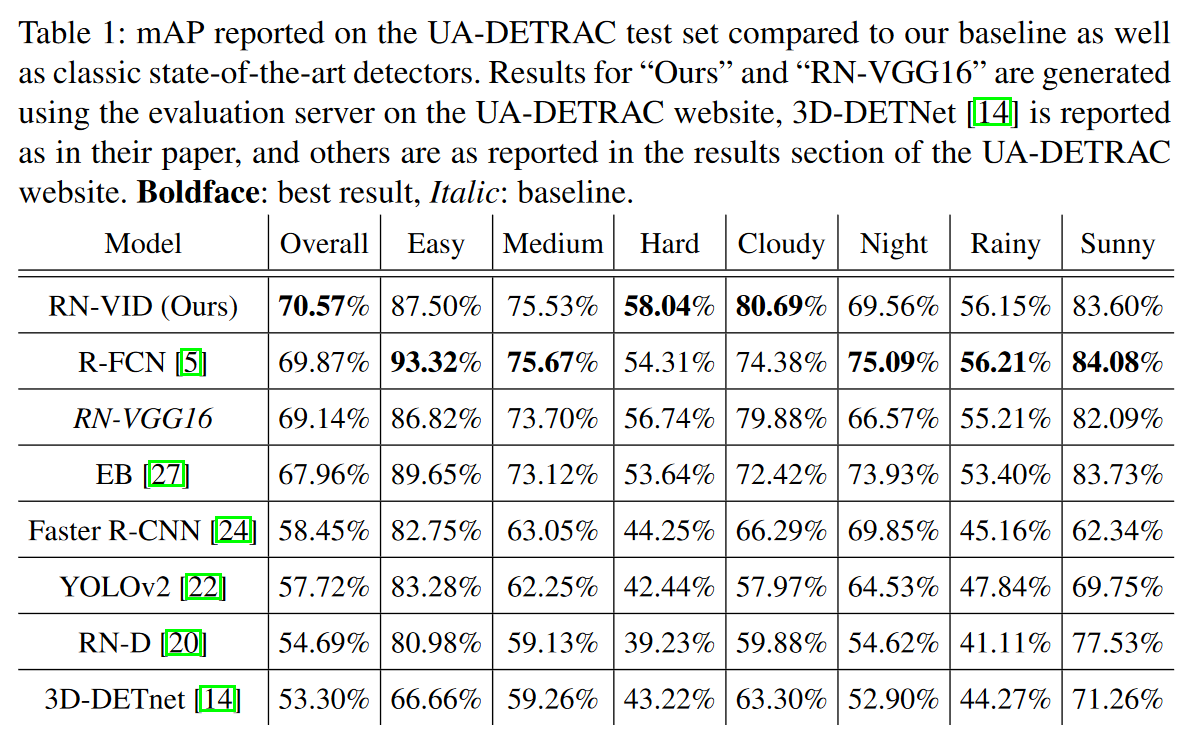 Table 1: mAP reported on the UA-DETRAC test set compared to our baseline as well
as classic state-of-the-art detectors. Results for “Ours” and “RN-VGG16” are generated
using the evaluation server on the UA-DETRAC website, 3D-DETNet [14] is reported
as in their paper, and others are as reported in the results section of the UA-DETRAC
website. Boldface: best result, Italic: baseline.
Model Overall Easy Medium Hard Cloudy Night Rainy Sunny
RN-VID (Ours) 70.57% 87.50% 75.53% 58.04% 80.69% 69.56% 56.15% 83.60%
R-FCN [5] 69.87% 93.32% 75.67% 54.31% 74.38% 75.09% 56.21% 84.08%
RN-VGG16 69.14% 86.82% 73.70% 56.74% 79.88% 66.57% 55.21% 82.09%
EB [27] 67.96% 89.65% 73.12% 53.64% 72.42% 73.93% 53.40% 83.73%
Faster R-CNN [24] 58.45% 82.75% 63.05% 44.25% 66.29% 69.85% 45.16% 62.34%
YOLOv2 [22] 57.72% 83.28% 62.25% 42.44% 57.97% 64.53% 47.84% 69.75%
RN-D [20] 54.69% 80.98% 59.13% 39.23% 59.88% 54.62% 41.11% 77.53%
3D-DETnet [14] 53.30% 66.66% 59.26% 43.22% 63.30% 52.90% 44.27% 71.26%